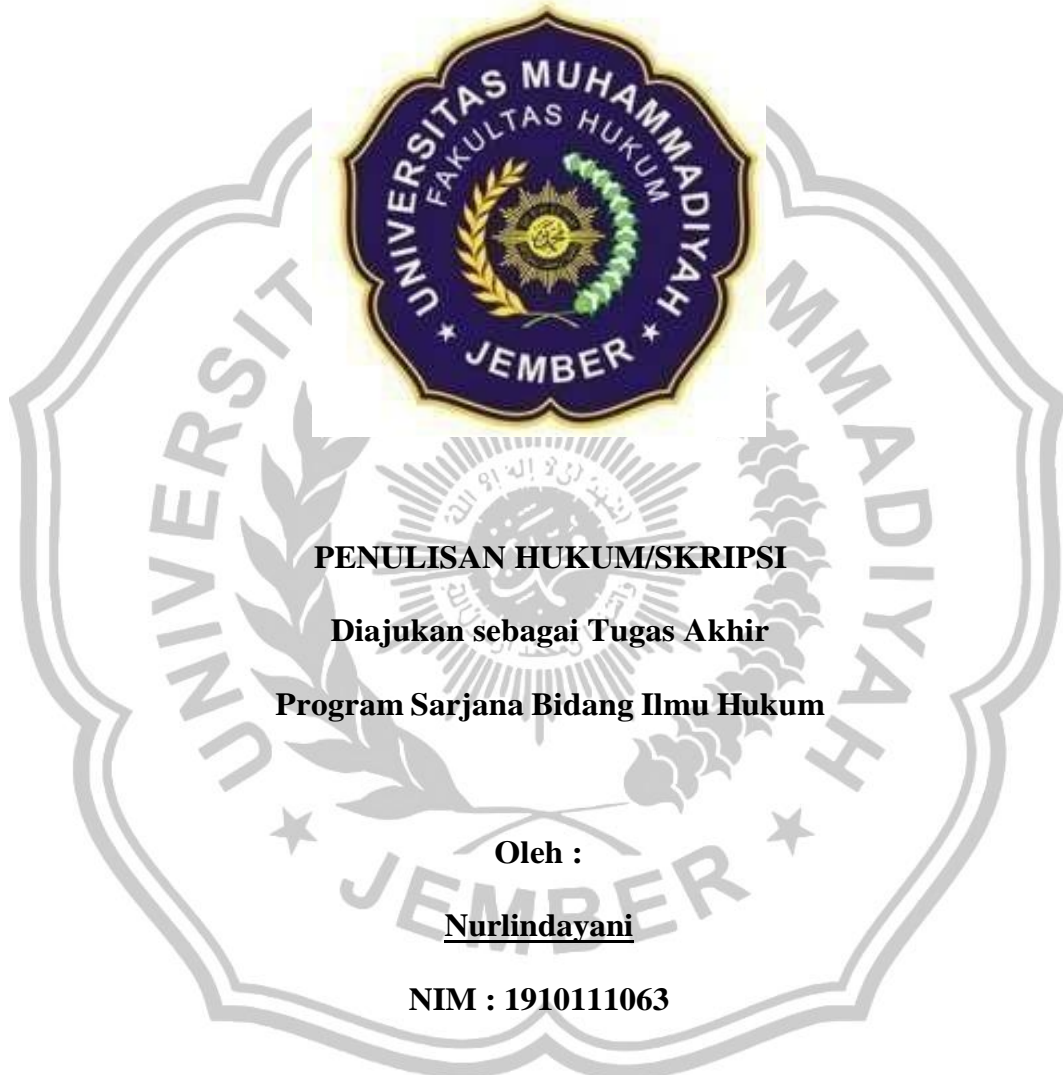 UNIVERSITAS MUHAMMADIYAH
FAKULTAS HUKUM
★ JEMBER ★
PENULISAN HUKUM/SKRIPSI
Diajukan sebagai Tugas Akhir
Program Sarjana Bidang Ilmu Hukum
Oleh :
Nurlindayani
NIM : 1910111063